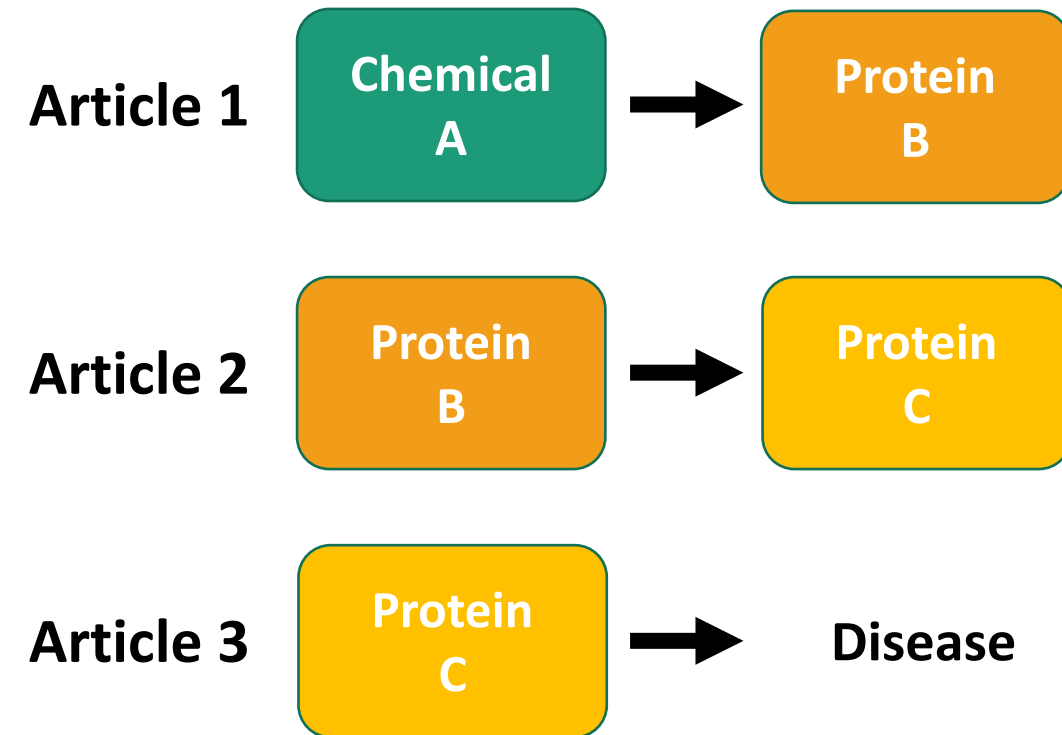 Article 1
Chemical
A
Protein
B
Article 2
Protein
B
Protein
C
Article 3
Protein
C
Disease